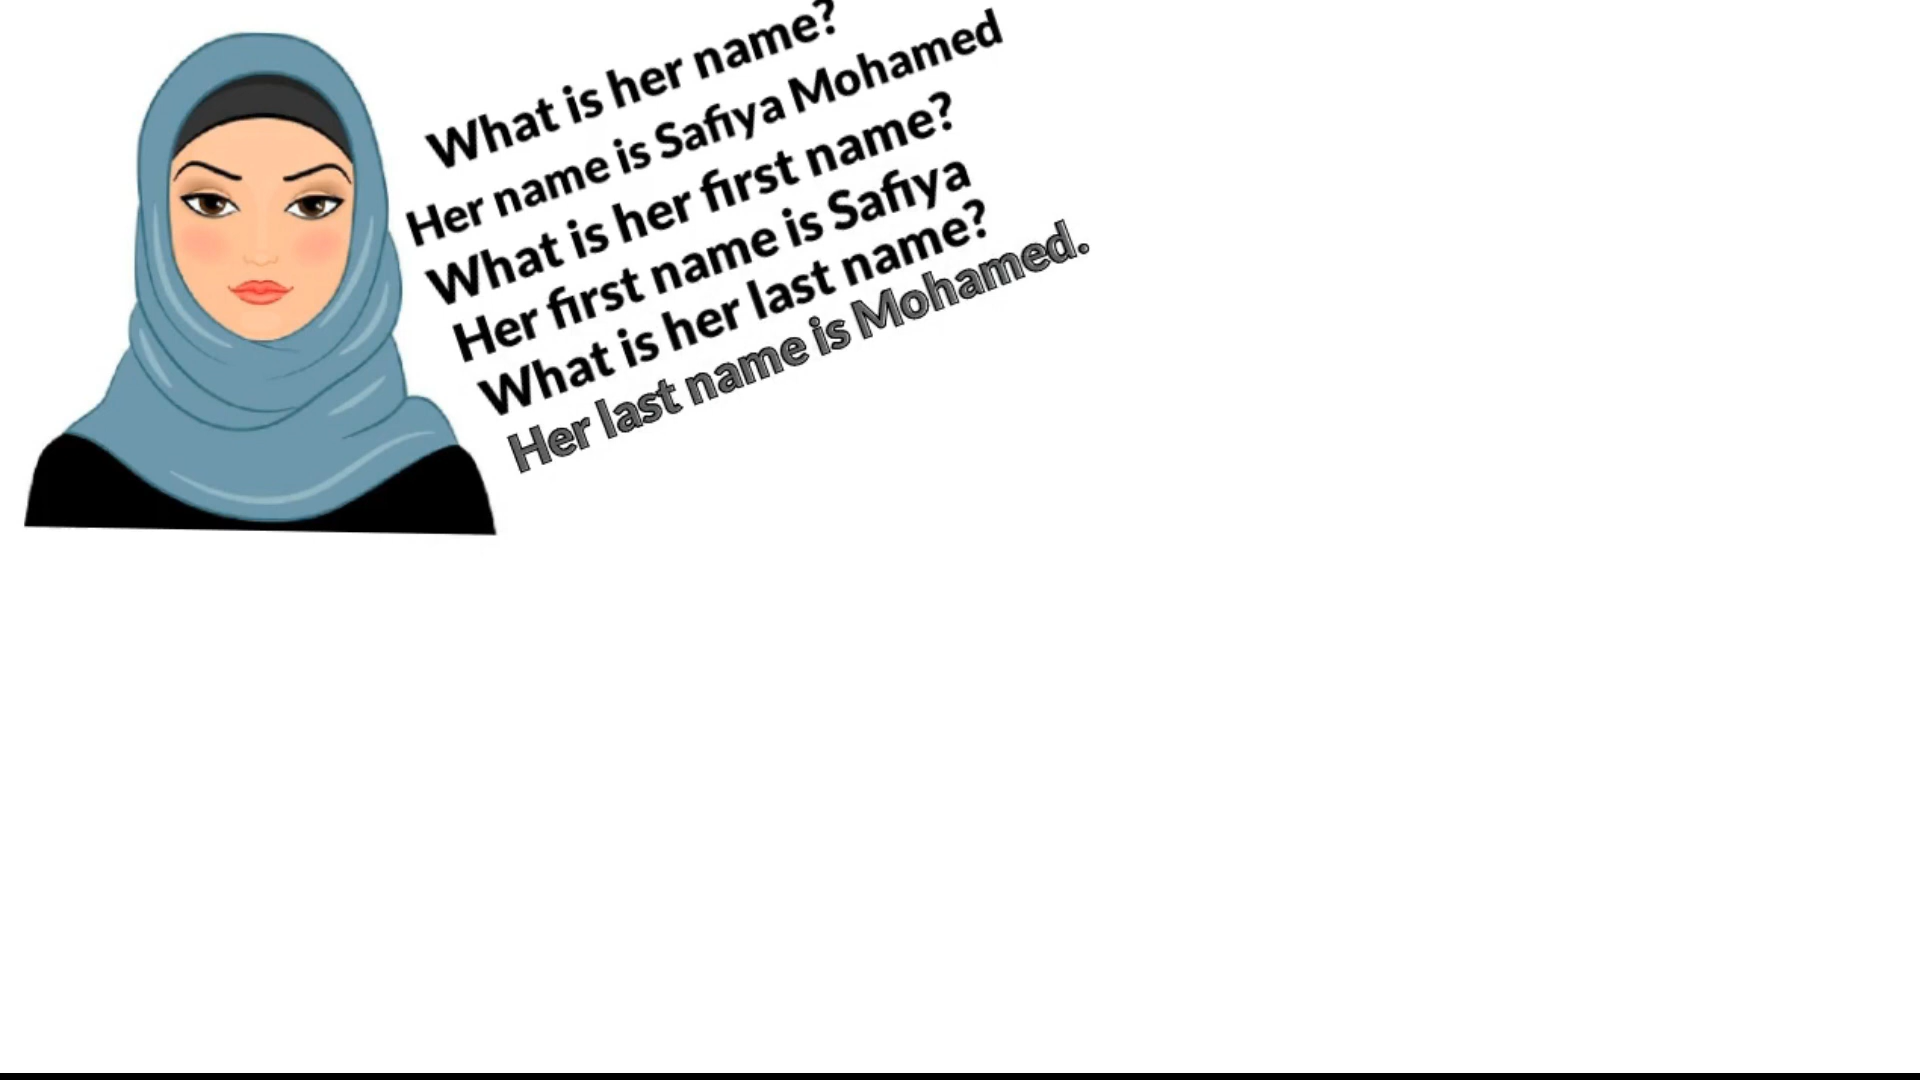 What is her name?
Her name is Safiya Mohamed
What is her first name?
Her first name is Safiya
What is her last name?
Her last name is Mohamed.